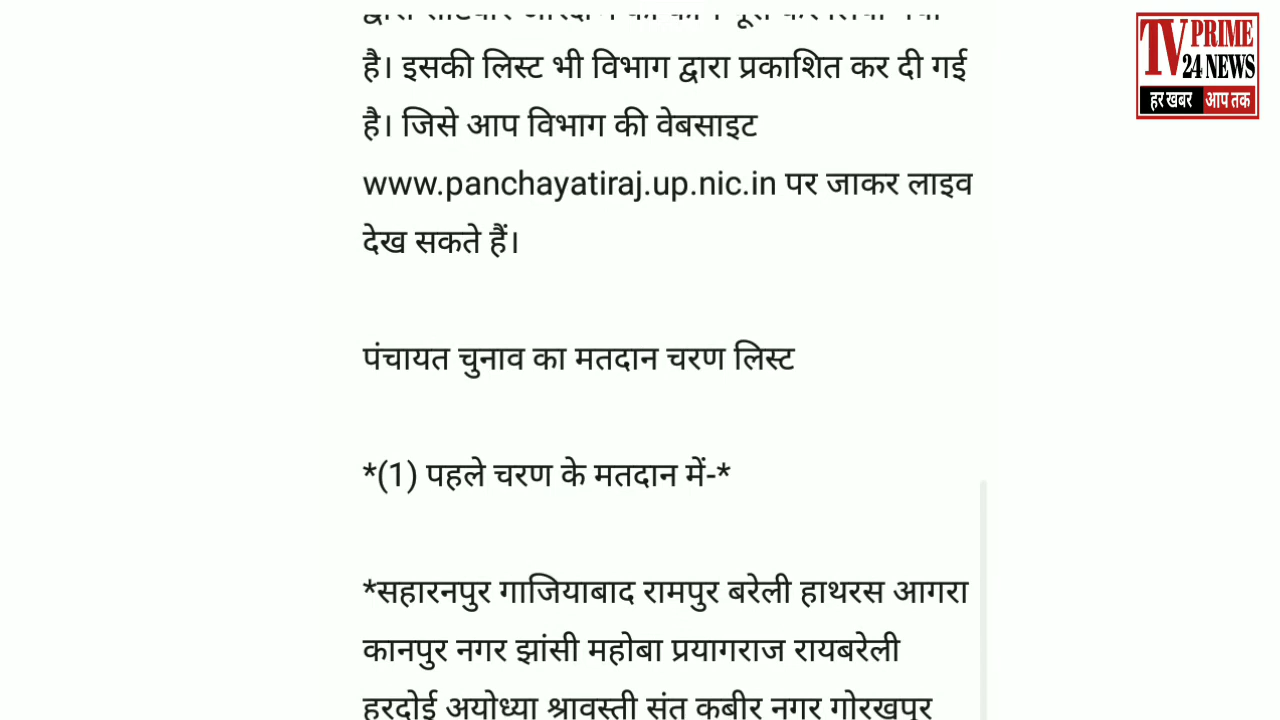 है। इसकी लिस्ट भी विभाग द्वारा प्रकाशित कर दी गई
है। जिसे आप विभाग की वेबसाइट
www.panchayatiraj.up.nic.in पर जाकर लाइव
देख सकते हैं।
पंचायत चुनाव का मतदान चरण लिस्ट
*(1) पहले चरण के मतदान में-*
*सहारनपुर गाजियाबाद रामपुर बरेली हाथरस आगरा
कानपुर नगर झांसी महोबा प्रयागराज रायबरेली
हरदोई अयोध्या श्रावस्ती संत कबीर नगर गोरखपुर
TV PRIME
24 NEWS
हर खबर आप तक